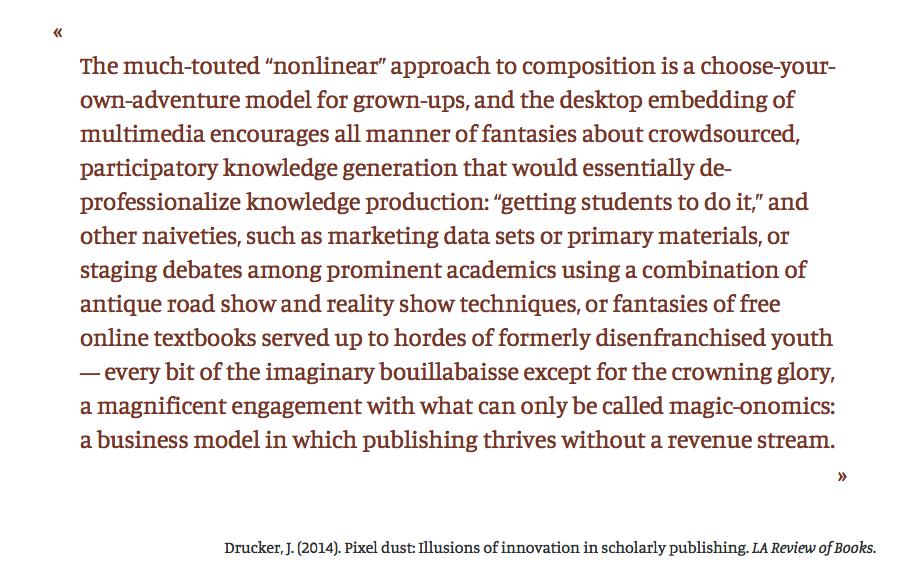 «
The much-touted “nonlinear” approach to composition is a choose-your-
own-adventure model for grown-ups, and the desktop embedding of
multimedia encourages all manner of fantasies about crowdsourced,
participatory knowledge generation that would essentially de-
professionalize knowledge production: “getting students to do it,” and
other naiveties, such as marketing data sets or primary materials, or
staging debates among prominent academics using a combination of
antique road show and reality show techniques, or fantasies of free
online textbooks served up to hordes of formerly disenfranchised youth
— every bit of the imaginary bouillabaisse except for the crowning glory,
a magnificent engagement with what can only be called magic-onomics:
a business model in which publishing thrives without a revenue stream.
»
Drucker, J. (2014). Pixel dust: Illusions of innovation in scholarly publishing. LA Review of Books.